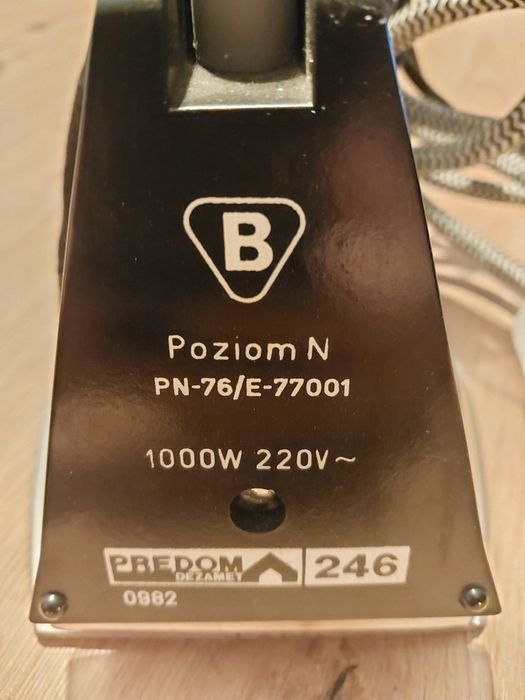 B
Poziom N
PN-76/E-77001
1000W 220V~
PREDOM 246
DEZAMET
0982